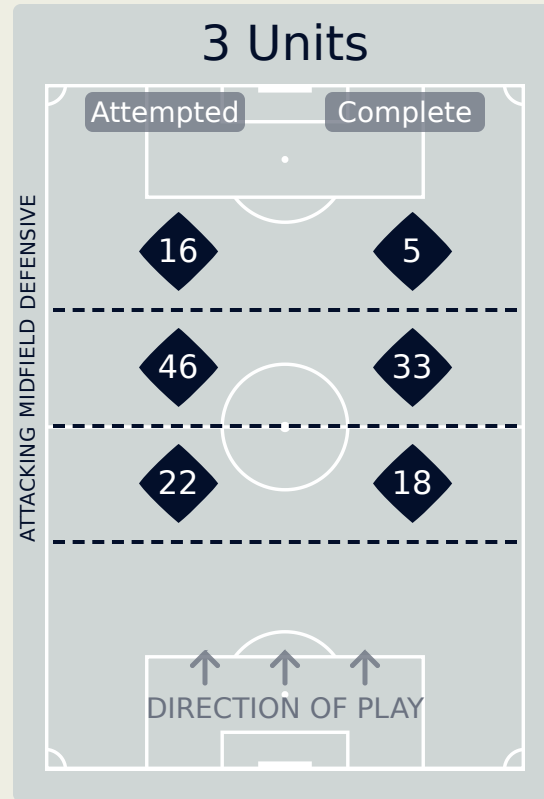 3 Units
Attempted Complete
16 5
46 33
22 18
ATTACKING MIDFIELD DEFENSIVE
DIRECTION OF PLAY